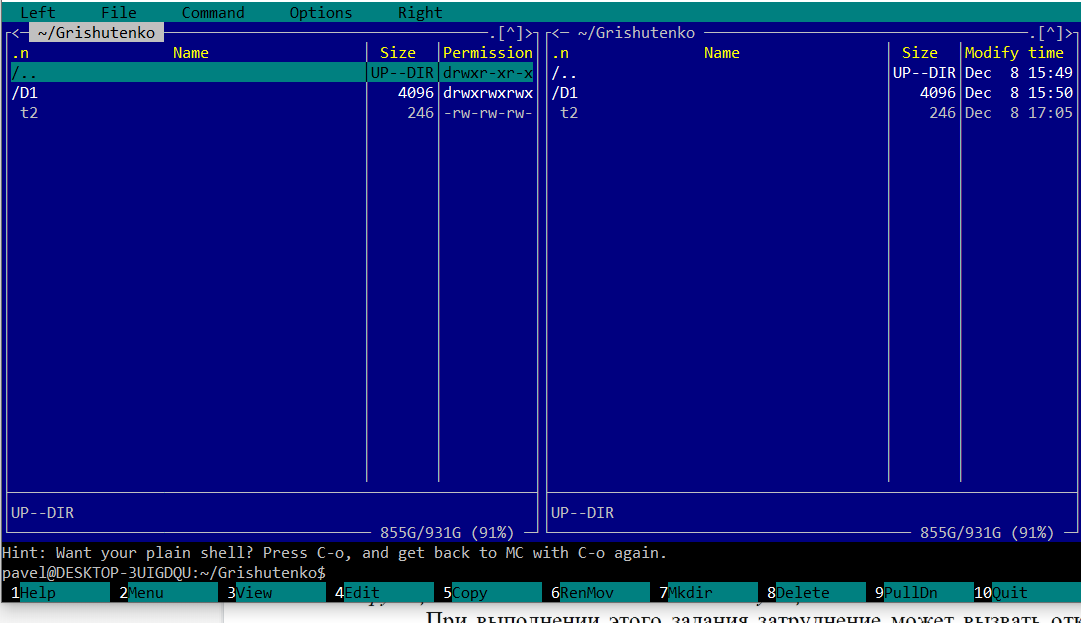 Left File Command Options Right
<─ ~/Grishutenko .[^]> <─ ~/Grishutenko .[^]>
.n Name Size Permission .n Name Size Modify time
/.. UP--DIR drwxr-xr-x /.. UP--DIR Dec 8 15:49
/D1 4096 drwxrwxrwx /D1 4096 Dec 8 15:50
t2 246 -rw-rw-rw- t2 246 Dec 8 17:05
UP--DIR UP--DIR
855G/931G (91%) 855G/931G (91%)
Hint: Want your plain shell? Press C-o, and get back to MC with C-o again.
pavel@DESKTOP-3UIGDQU:~/Grishutenko$
1Help 2Menu 3View 4Edit 5Copy 6RenMov 7Mkdir 8Delete 9PullDn 10Quit
При выполнении этого задания затруднение может вызвать